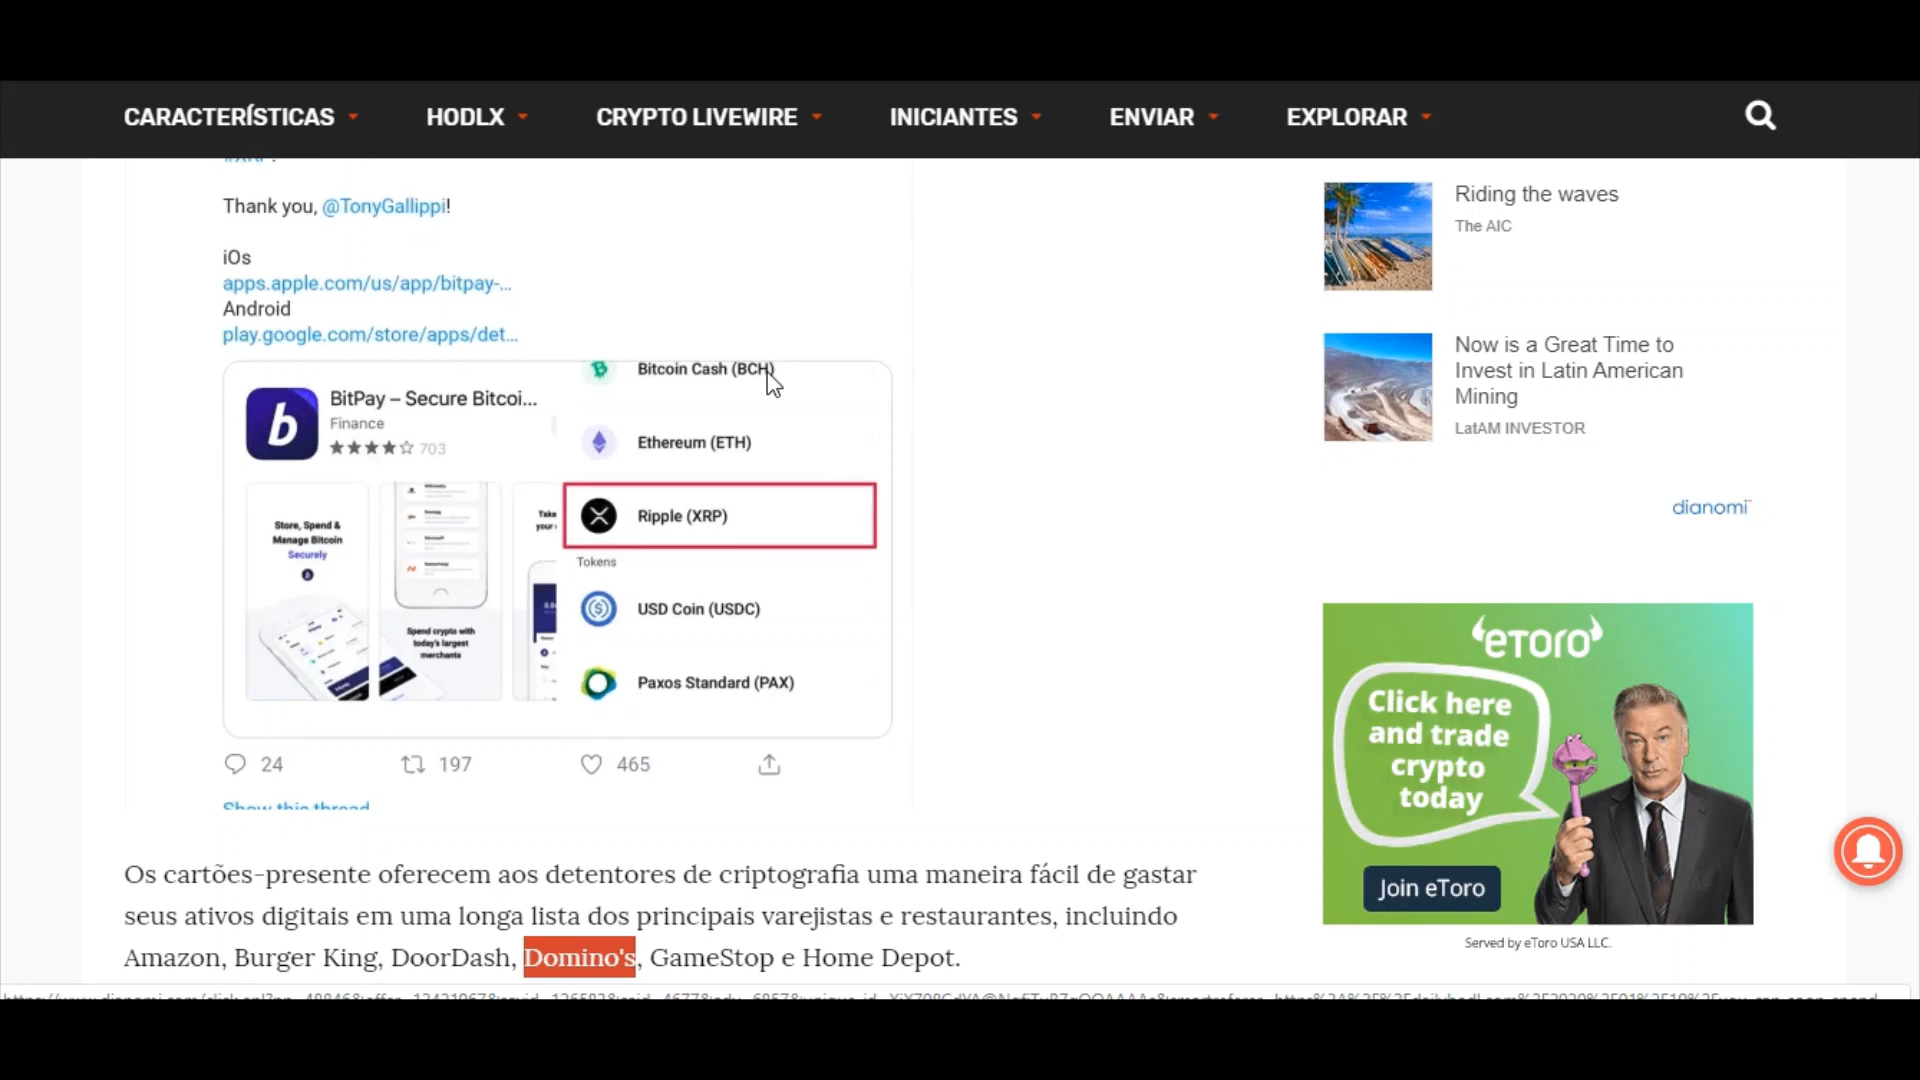 CARACTERÍSTICAS HODLX CRYPTO LIVEWIRE INICIANTES ENVIAR EXPLORAR
Thank you, @TonyGallippi!
iOs
apps.apple.com/us/app/bitpay-...
Android
play.google.com/store/apps/det...
BitPay – Secure Bitcoi...
Finance
703
Store, Spend &
Manage Bitcoin
Securely
Spend crypto with
today's largest
merchants
Take
your
Bitcoin Cash (BCH)
Ethereum (ETH)
Ripple (XRP)
Tokens
USD Coin (USDC)
Paxos Standard (PAX)
24 197 465
Show this thread
Os cartões-presente oferecem aos detentores de criptografia uma maneira fácil de gastar
seus ativos digitais em uma longa lista dos principais varejistas e restaurantes, incluindo
Amazon, Burger King, DoorDash, Domino's, GameStop e Home Depot.
Riding the waves
The AIC
Now is a Great Time to
Invest in Latin American
Mining
LatAM INVESTOR
dianomi
eToro
Click here
and trade
crypto
today
Join eToro
Served by eToro USA LLC.